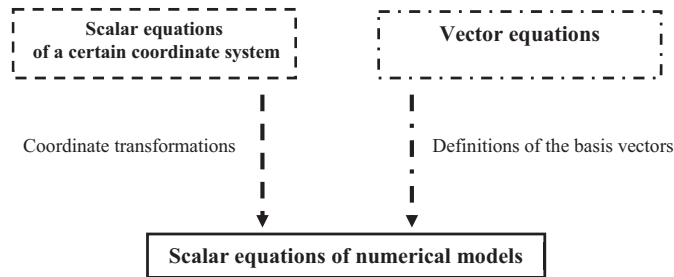 Scalar equations
of a certain coordinate system
Vector equations
Coordinate transformations
Definitions of the basis vectors
Scalar equations of numerical models